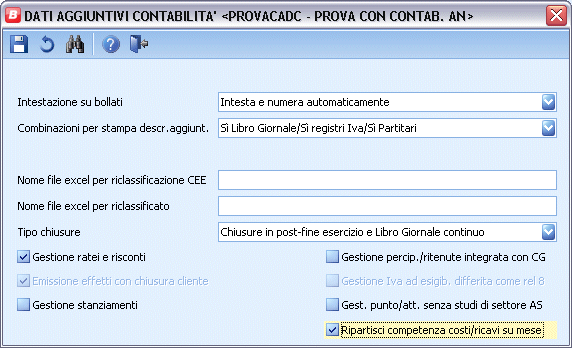 B DATI AGGIUNTIVI CONTABILITA' <PROVACADC - PROVA CON CONTAB. AN>
?
Intestazione su bollati Intesta e numera automaticamente
Combinazioni per stampa descr.aggiunt. Sì Libro Giornale/Sì registri Iva/Sì Partitari
Nome file excel per riclassificazione CEE
Nome file excel per riclassificato
Tipo chiusure Chiusure in post-fine esercizio e Libro Giornale continuo
Gestione ratei e risconti Gestione percip./ritenute integrata con CG
Emissione effetti con chiusura cliente Gestione Iva ad esigib. differita come rel 8
Gestione stanziamenti Gest. punto/att. senza studi di settore AS
Ripartisci competenza costi/ricavi su mese